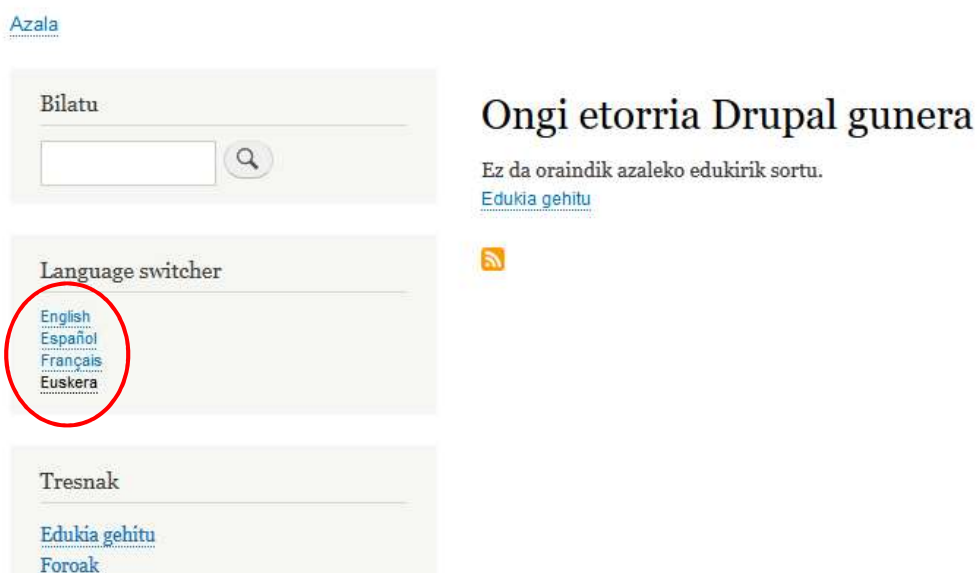 Azala
Bilatu
Ongi etorria Drupal gunera
Ez da oraindik azaleko edukirik sortu.
Edukia gehitu
Language switcher
English
Español
Français
Euskera
Tresnak
Edukia gehitu
Foroak